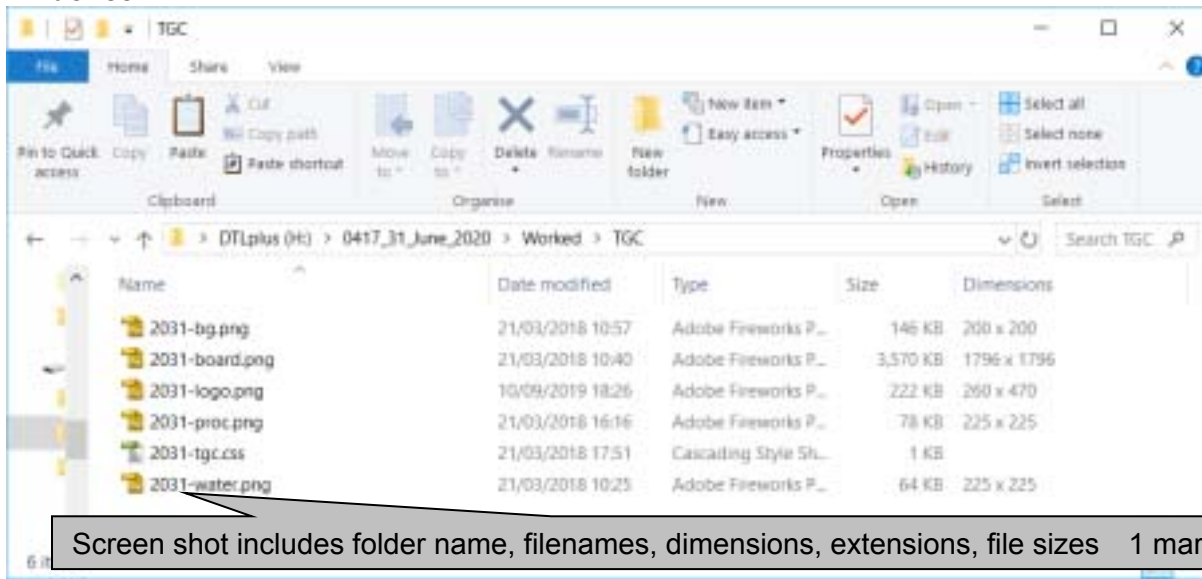 TGC
File Home Share View
Pin to Quick access
Copy
Paste
Cut
Copy path
Paste shortcut
Move to
Copy to
Delete
Rename
New folder
New item
Easy access
Properties
Open
Edit
History
Select all
Select none
Invert selection
Clipboard Organise New Open Select
> DTLplus (H:) > 0417_31_June_2020 > Worked > TGC
Search TGC
Name Date modified Type Size Dimensions
2031-bg.png 21/03/2018 10:57 Adobe Fireworks P... 146 KB 200 x 200
2031-board.png 21/03/2018 10:40 Adobe Fireworks P... 3,570 KB 1796 x 1796
2031-logo.png 10/09/2019 18:26 Adobe Fireworks P... 222 KB 260 x 470
2031-proc.png 21/03/2018 16:16 Adobe Fireworks P... 78 KB 225 x 225
2031-tgc.css 21/03/2018 17:51 Cascading Style Sh... 1 KB
2031-water.png 21/03/2018 10:25 Adobe Fireworks P... 64 KB 225 x 225
Screen shot includes folder name, filenames, dimensions, extensions, file sizes 1 mar
6 it